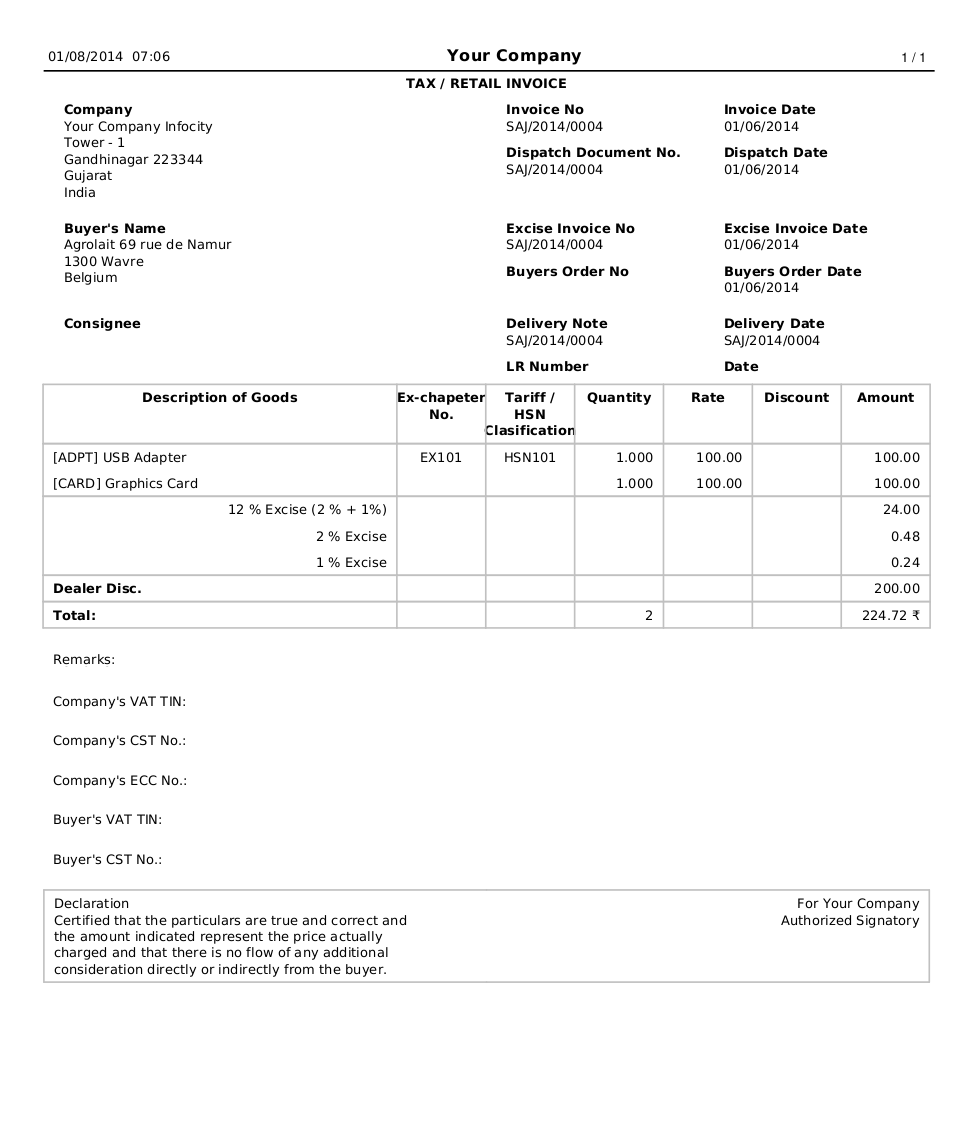 01/08/2014 07:06 Your Company 1 / 1
TAX / RETAIL INVOICE
Company Invoice No Invoice Date
Your Company Infocity SAJ/2014/0004 01/06/2014
Tower - 1
Dispatch Document No. Dispatch Date
Gandhinagar 223344
SAJ/2014/0004 01/06/2014
Gujarat
India
Buyer's Name Excise Invoice No Excise Invoice Date
Agrolait 69 rue de Namur SAJ/2014/0004 01/06/2014
1300 Wavre
Buyers Order No Buyers Order Date
Belgium
01/06/2014
Consignee Delivery Note Delivery Date
SAJ/2014/0004 SAJ/2014/0004
LR Number Date
Description of Goods Ex-chapeter Tariff / Quantity Rate Discount Amount
No. HSN
Clasification
[ADPT] USB Adapter EX101 HSN101 1.000 100.00 100.00
[CARD] Graphics Card 1.000 100.00 100.00
12 % Excise (2 % + 1%) 24.00
2 % Excise 0.48
1 % Excise 0.24
Dealer Disc. 200.00
Total: 2 224.72 ₹
Remarks:
Company's VAT TIN:
Company's CST No.:
Company's ECC No.:
Buyer's VAT TIN:
Buyer's CST No.:
Declaration For Your Company
Certified that the particulars are true and correct and Authorized Signatory
the amount indicated represent the price actually
charged and that there is no flow of any additional
consideration directly or indirectly from the buyer.